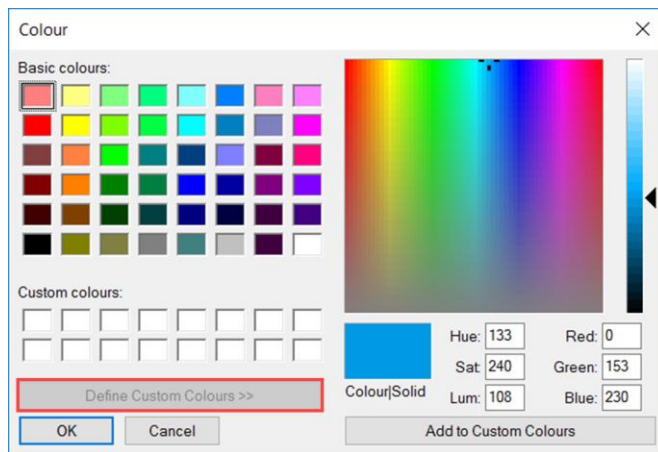 Colour
Basic colours:
Custom colours:
Define Custom Colours >>
OK Cancel
Colour|Solid
Hue: 133 Red: 0
Sat: 240 Green: 153
Lum: 108 Blue: 230
Add to Custom Colours